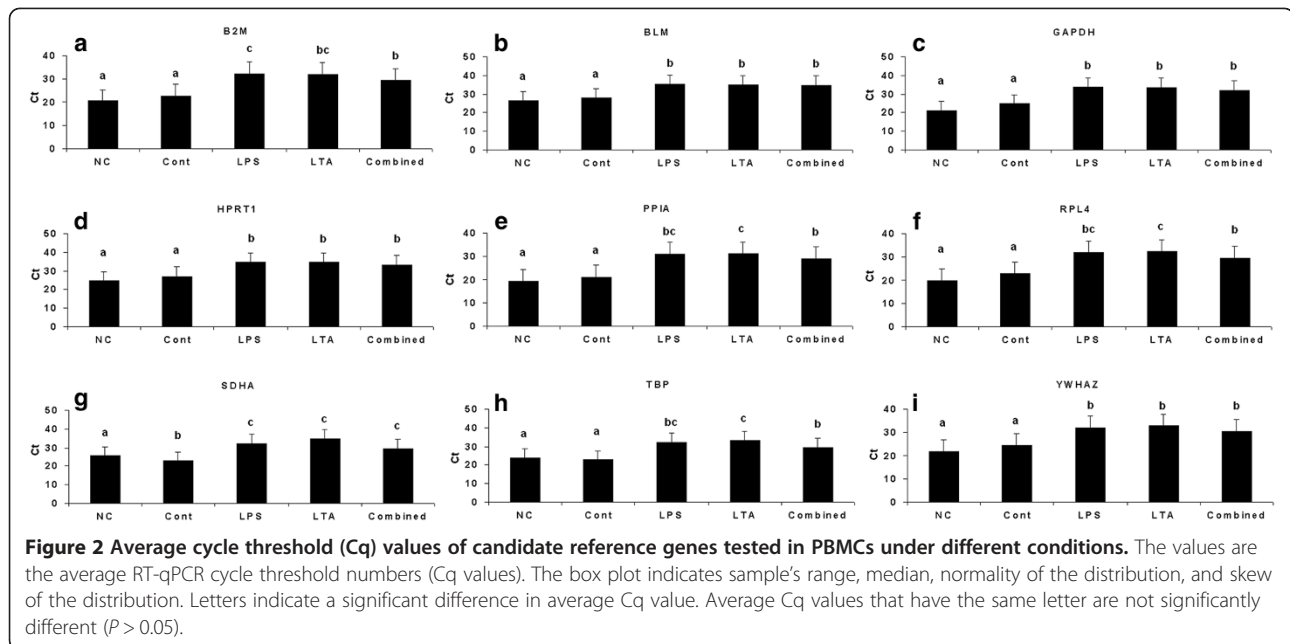 a B2M b BLM c GAPDH
c bc b
a a
b b b
a a
b b b
a a
40 40 40
30 30 30
20 20 20
10 10 10
0 0 0
Ct Ct
NC Cont LPS LTA Combined NC Cont LPS LTA Combined NC Cont LPS LTA Combined
d HPRT1 e PPIA f RPL4
a a b b b
a a bc c b
a a bc c b
50 40 40
40 30 30
30 20 20
20 10 10
10 0 0
0
Ct Ct
NC Cont LPS LTA Combined NC Cont LPS LTA Combined NC Cont LPS LTA Combined
g SDHA h TBP i YWHAZ
a b c c c
a a bc c b
a a b b b
50 50 40
40 40 30
30 30 20
20 20 10
10 10 0
0 0
Ct Ct
NC Cont LPS LTA Combined NC Cont LPS LTA Combined NC Cont LPS LTA Combined
Figure 2 Average cycle threshold (Cq) values of candidate reference genes tested in PBMCs under different conditions. The values are
the average RT-qPCR cycle threshold numbers (Cq values). The box plot indicates sample's range, median, normality of the distribution, and skew
of the distribution. Letters indicate a significant difference in average Cq value. Average Cq values that have the same letter are not significantly
different (P > 0.05).